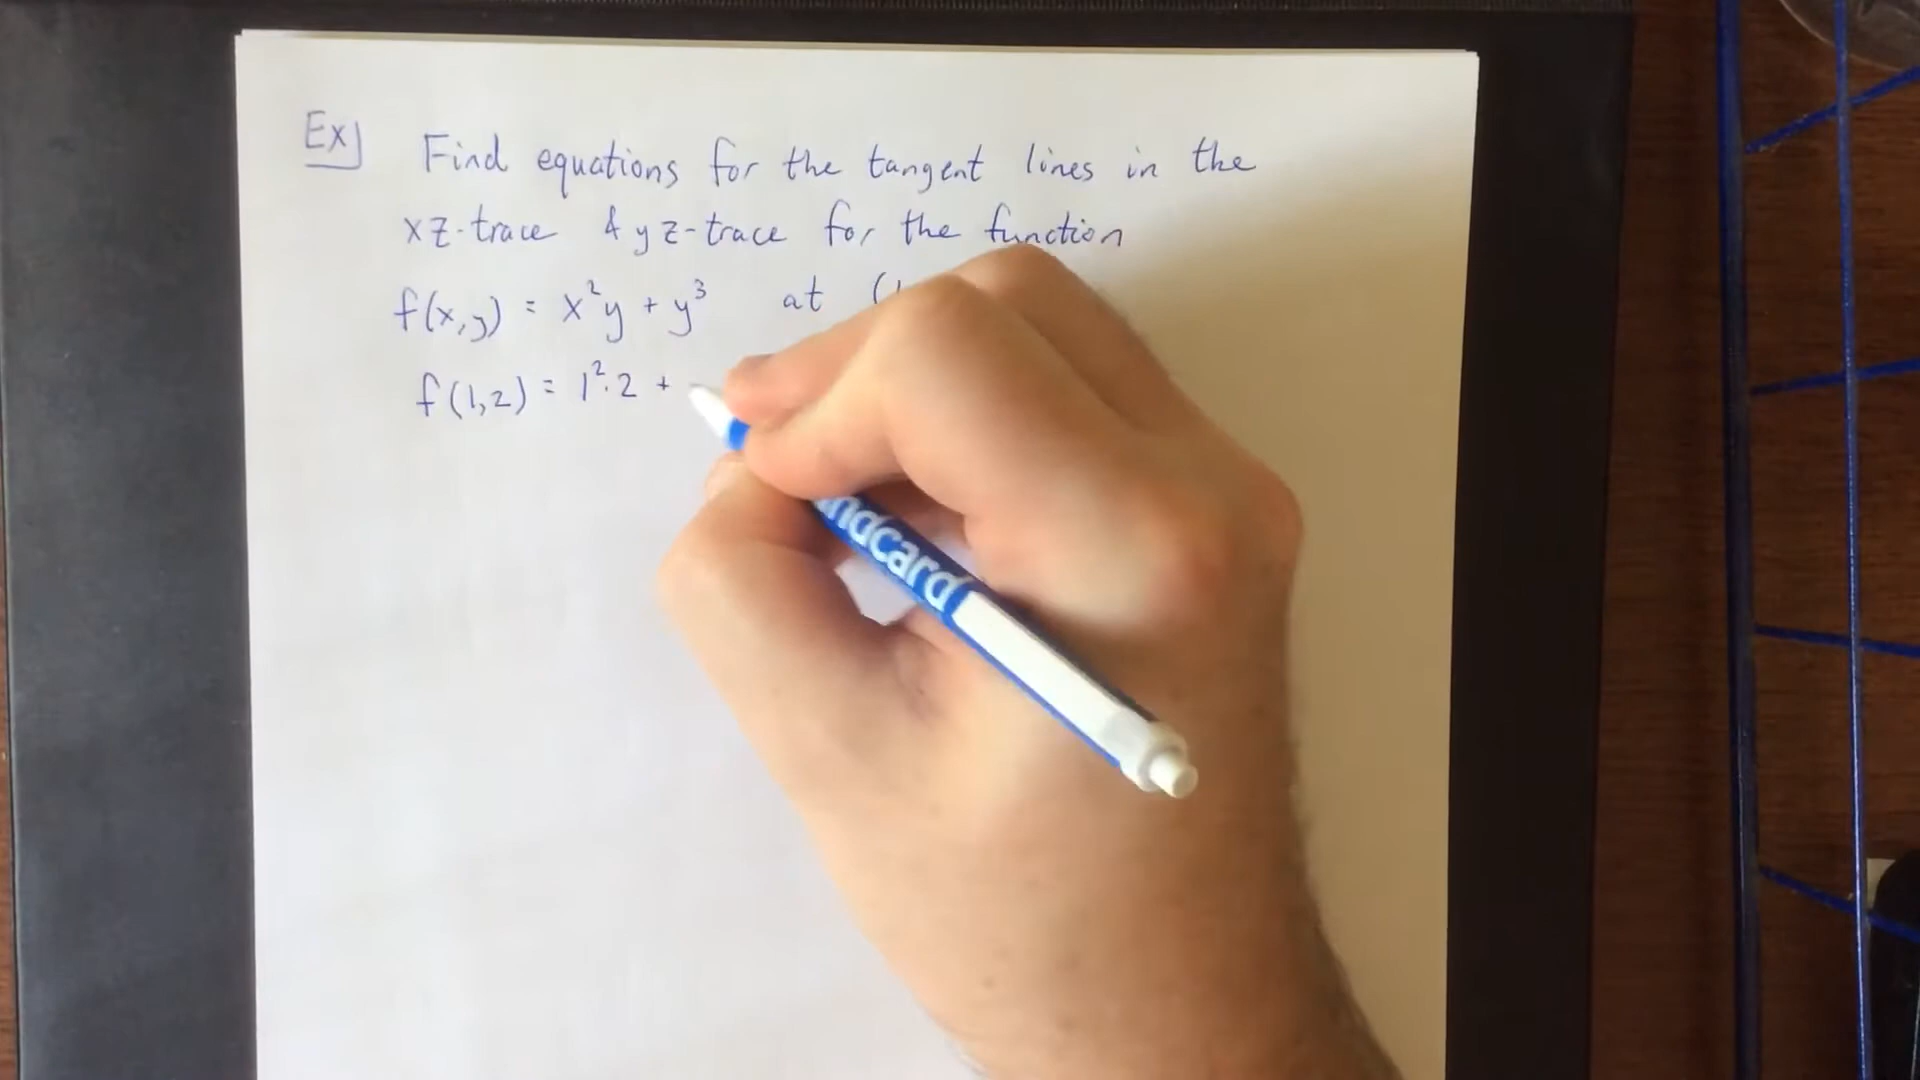 Ex
Find equations for the tangent lines in the
xz-trace & yz-trace for the function
f(x,y) = x²y + y³ at (1
f(1,2) = 1²·2 +
ndcard